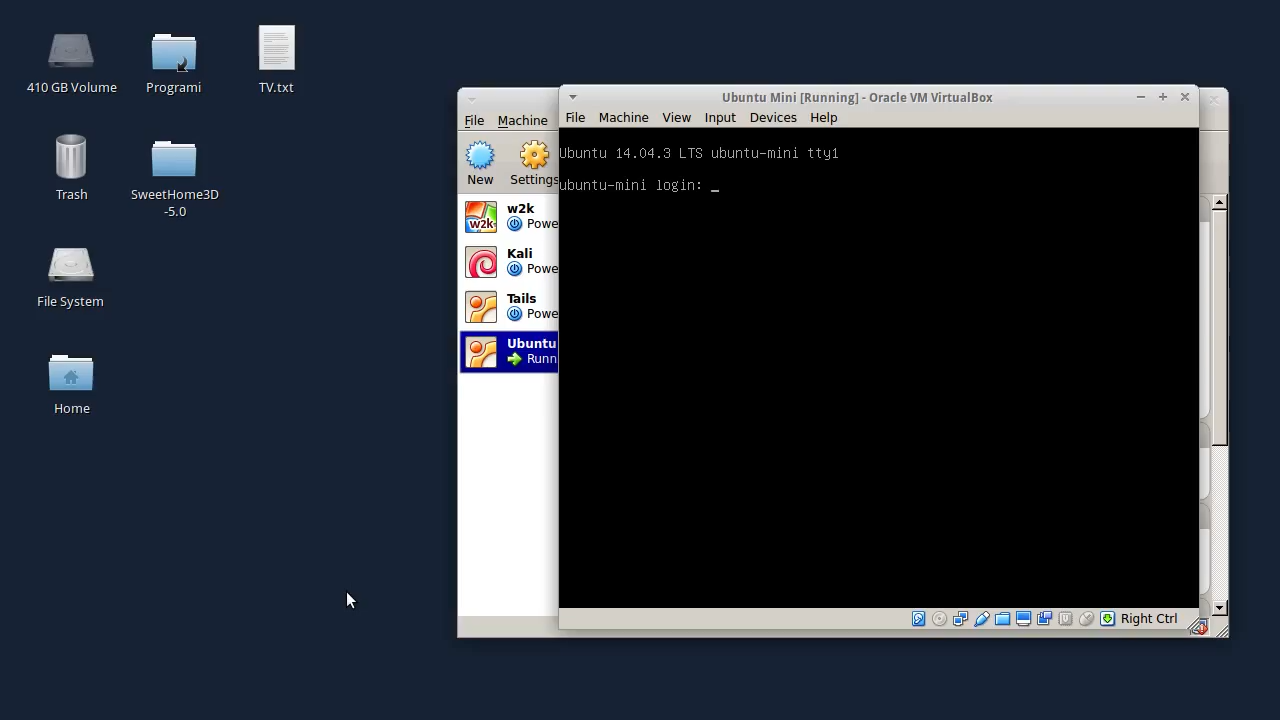 410 GB Volume
Programi
TV.txt
Trash
SweetHome3D
-5.0
File System
Home
File
Machine
New
Settings
w2k
w2k
Powe
Kali
Powe
Tails
Powe
Ubuntu
Runn
Ubuntu Mini [Running] - Oracle VM VirtualBox
File Machine View Input Devices Help
Ubuntu 14.04.3 LTS ubuntu-mini tty1
ubuntu-mini login: _
Right Ctrl